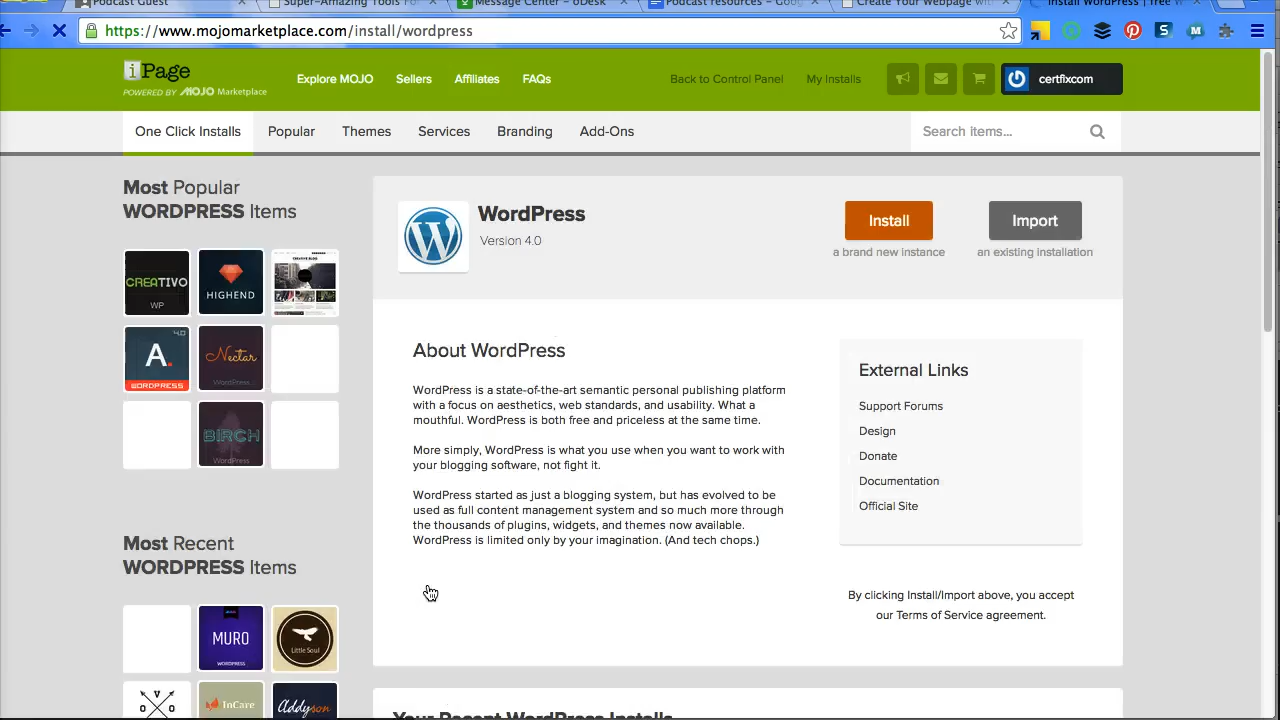 Podcast Guest
Super-Amazing Tools For
Message Center – oDesk
Podcast resources – Goog
Create Your Webpage with
Install WordPress | free W
https://www.mojomarketplace.com/install/wordpress
iPage
POWERED BY MOJO Marketplace
Explore MOJO
Sellers
Affiliates
FAQs
Back to Control Panel
My Installs
certfixcom
One Click Installs
Popular
Themes
Services
Branding
Add-Ons
Search items...
Most Popular
WORDPRESS Items
CREATIVO
WP
HIGHEND
CREATIVE BLOG
4.0
A.
WORDPRESS
Nectar
WordPress
BIRCH
WordPress
Most Recent
WORDPRESS Items
MURO
WORDPRESS
Little Soul
V
O O
InCare
Addyson
WordPress
Version 4.0
Install
a brand new instance
Import
an existing installation
About WordPress
WordPress is a state-of-the-art semantic personal publishing platform
with a focus on aesthetics, web standards, and usability. What a
mouthful. WordPress is both free and priceless at the same time.
More simply, WordPress is what you use when you want to work with
your blogging software, not fight it.
WordPress started as just a blogging system, but has evolved to be
used as full content management system and so much more through
the thousands of plugins, widgets, and themes now available.
WordPress is limited only by your imagination. (And tech chops.)
External Links
Support Forums
Design
Donate
Documentation
Official Site
By clicking Install/Import above, you accept
our Terms of Service agreement.
Your Recent WordPress Installs